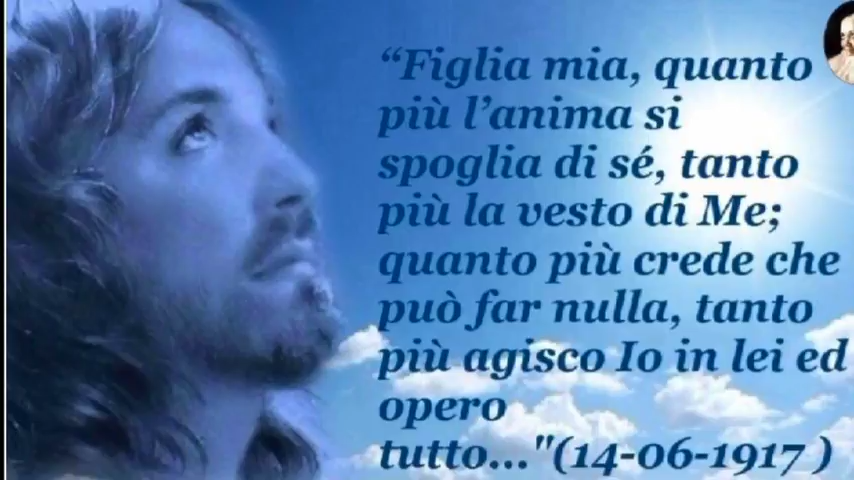 “Figlia mia, quanto
più l’anima si
spoglia di sé, tanto
più la vesto di Me;
quanto più crede che
può far nulla, tanto
più agisco Io in lei ed
opero
tutto..."(14-06-1917 )